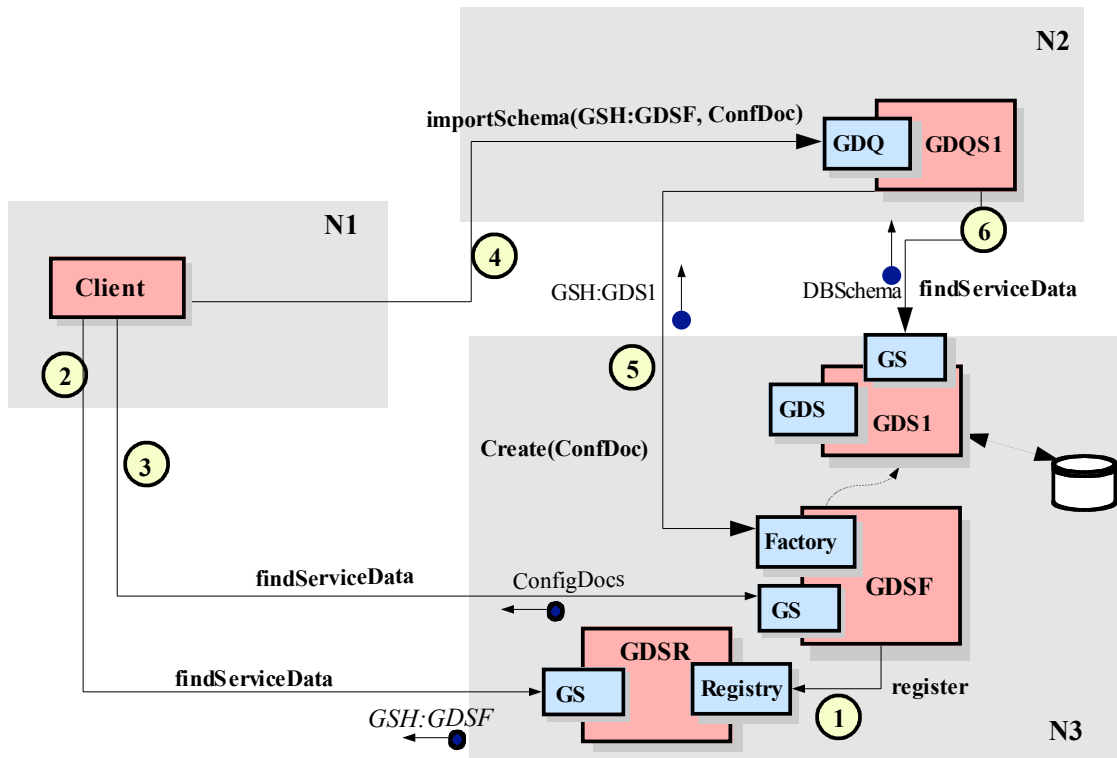 N2
importSchema(GSH:GDSF, ConfDoc)
GDQ
GDQS1
N1
4
6
Client
GSH:GDS1
DBSchema
findServiceData
2
5
GS
GDS
GDS1
3
Create(ConfDoc)
Factory
findServiceData
ConfigDocs
GDSF
GS
GDSR
findServiceData
GS
Registry
register
1
GSH:GDSF
N3